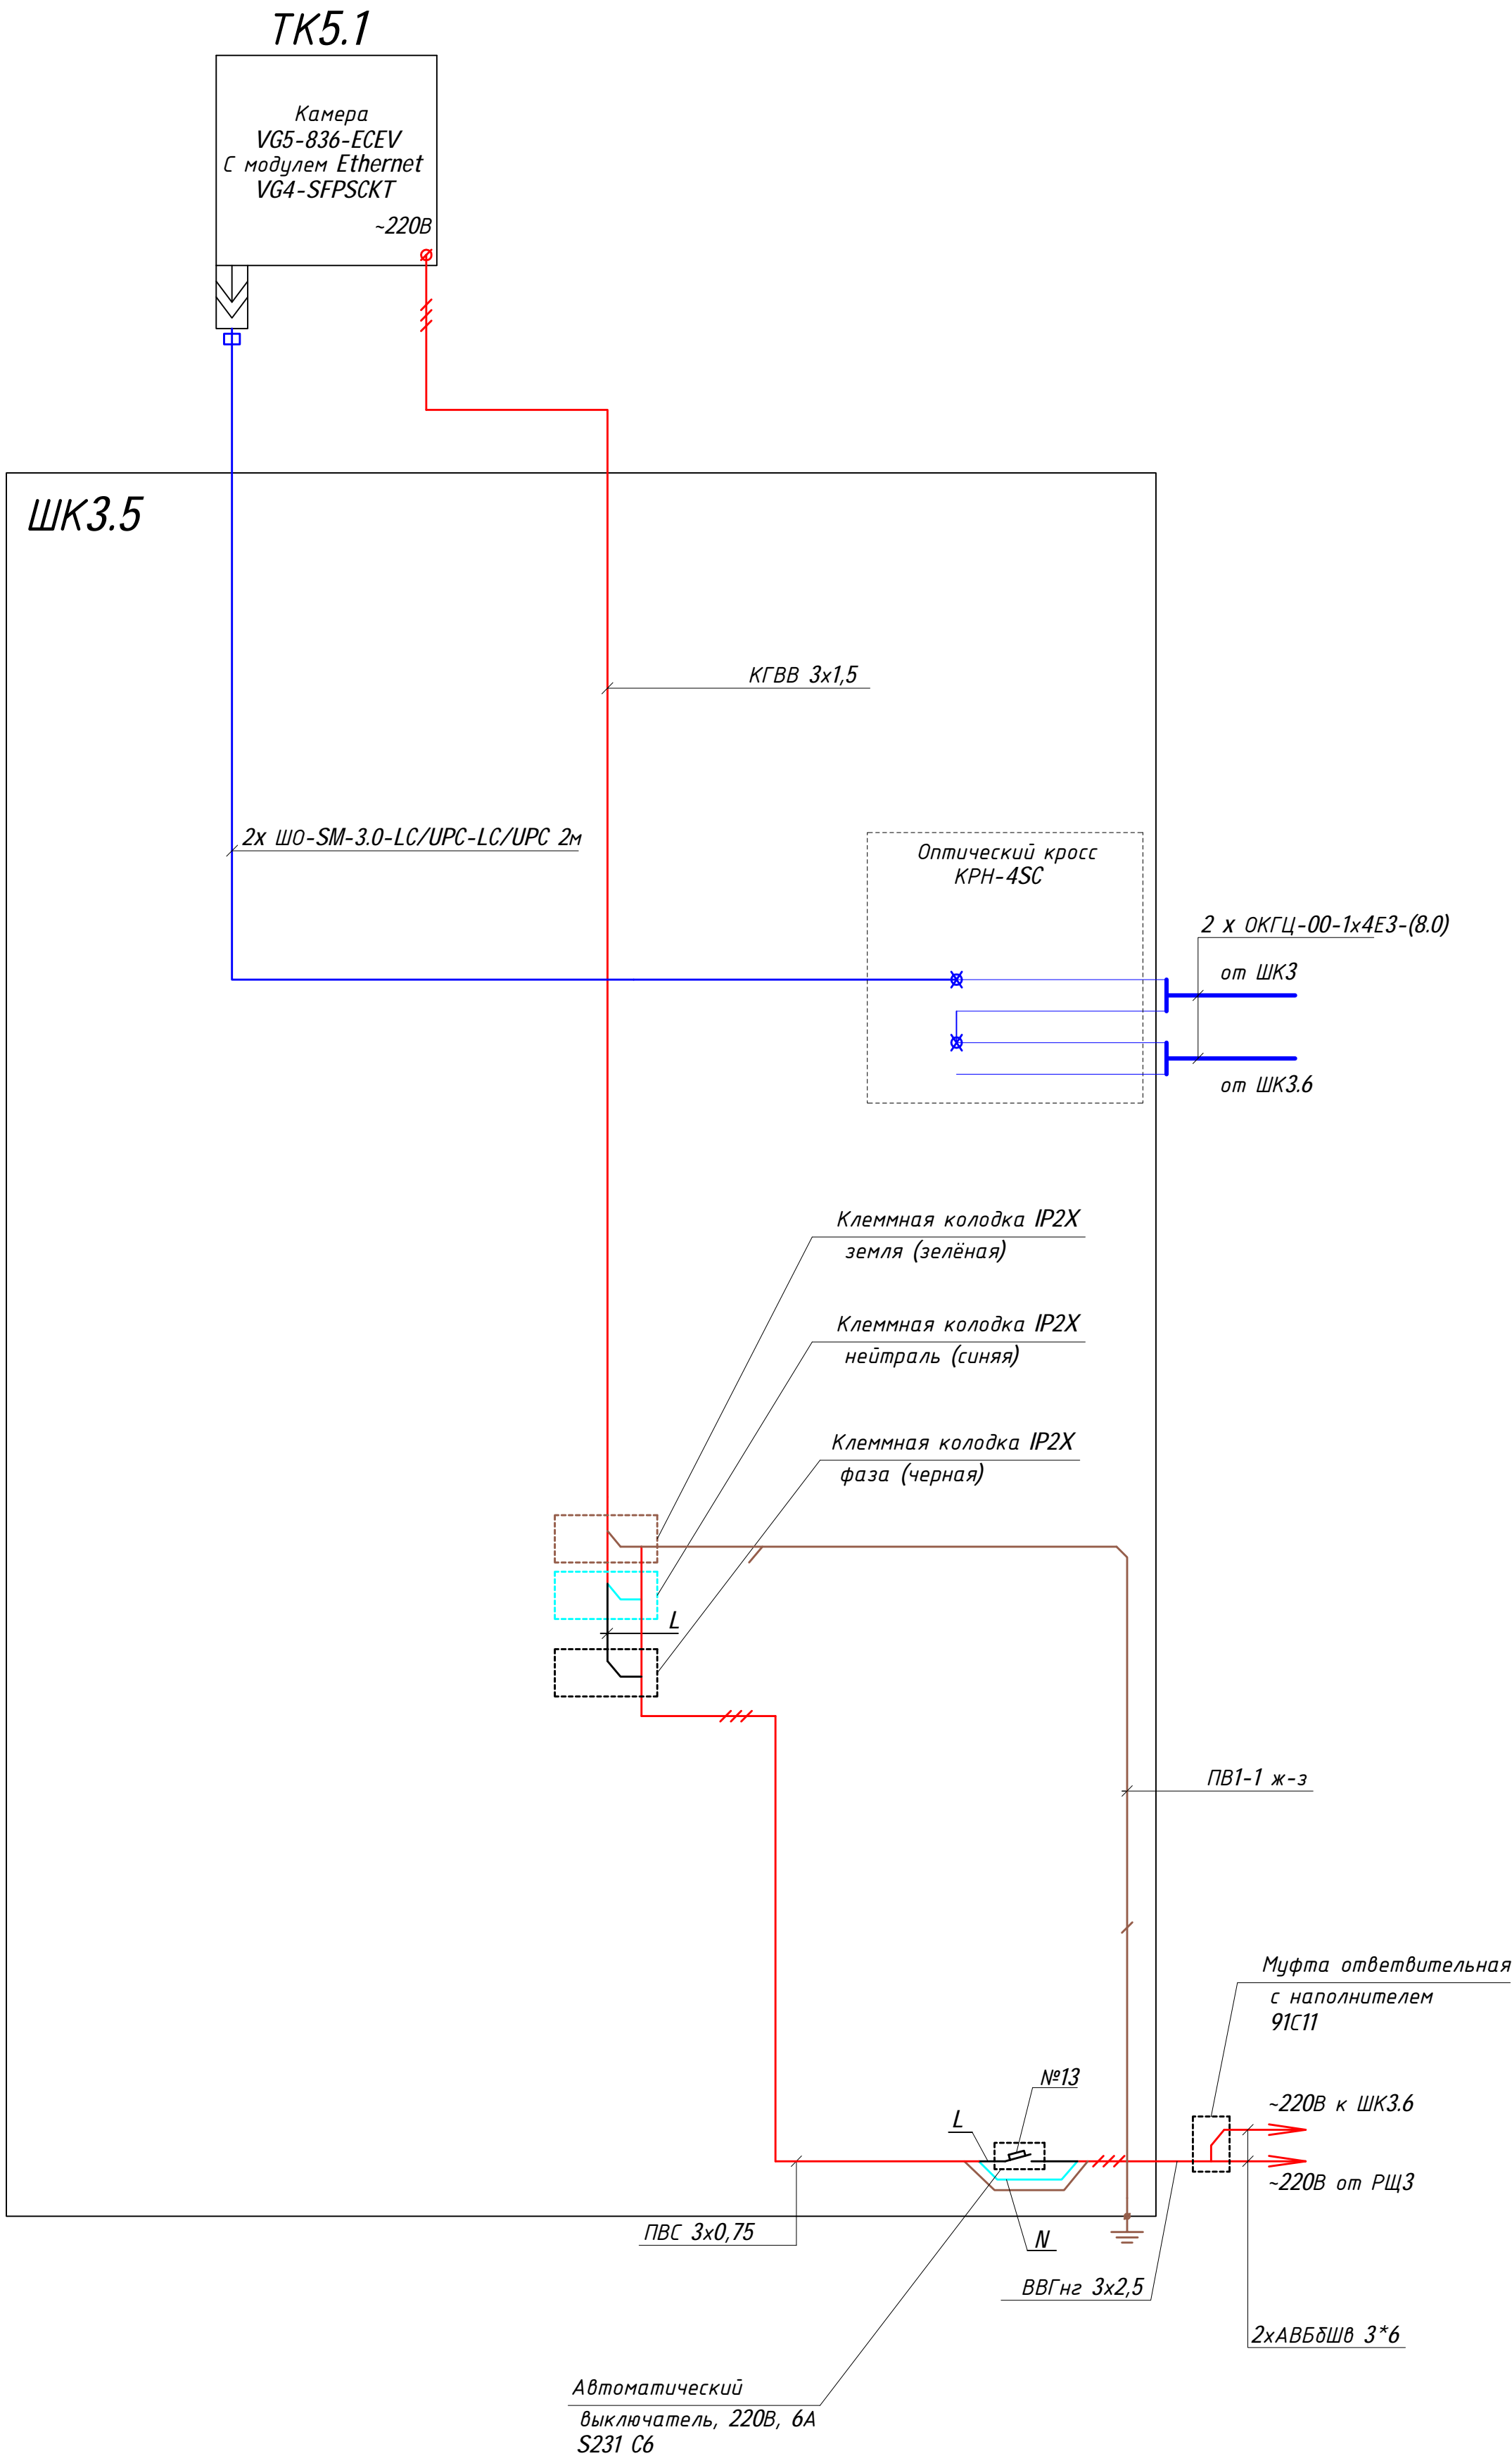 ТК5.1
Камера
VG5-836-ECEV
С модулем Ethernet
VG4-SFPSCKT
~220В
ШК3.5
КГВВ 3х1,5
2x ШО-SM-3.0-LC/UPC-LC/UPC 2м
Оптический кросс
КРН-4SC
2 x ОКГЦ-00-1х4Е3-(8.0)
от ШК3
от ШК3.6
Клеммная колодка IP2X
земля (зелёная)
Клеммная колодка IP2X
нейтраль (синяя)
Клеммная колодка IP2X
фаза (черная)
L
ПВ1-1 ж-з
Муфта ответвительная
с наполнителем
91С11
№13
L
~220В к ШК3.6
~220В от РЩ3
ПВС 3х0,75
N
ВВГнг 3х2,5
2хАВБбШв 3*6
Автоматический
выключатель, 220В, 6А
S231 C6